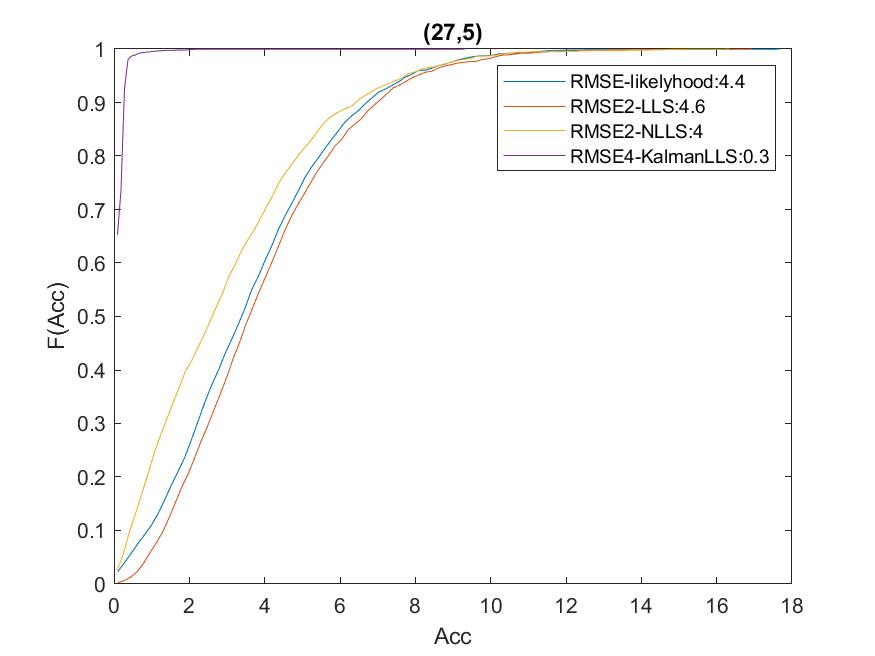 (27,5)
1
0.9
0.8
0.7
0.6
0.5
0.4
0.3
0.2
0.1
0
F(Acc)
RMSE-likelyhood:4.4
RMSE2-LLS:4.6
RMSE2-NLLS:4
RMSE4-KalmanLLS:0.3
0 2 4 6 8 10 12 14 16 18
Acc